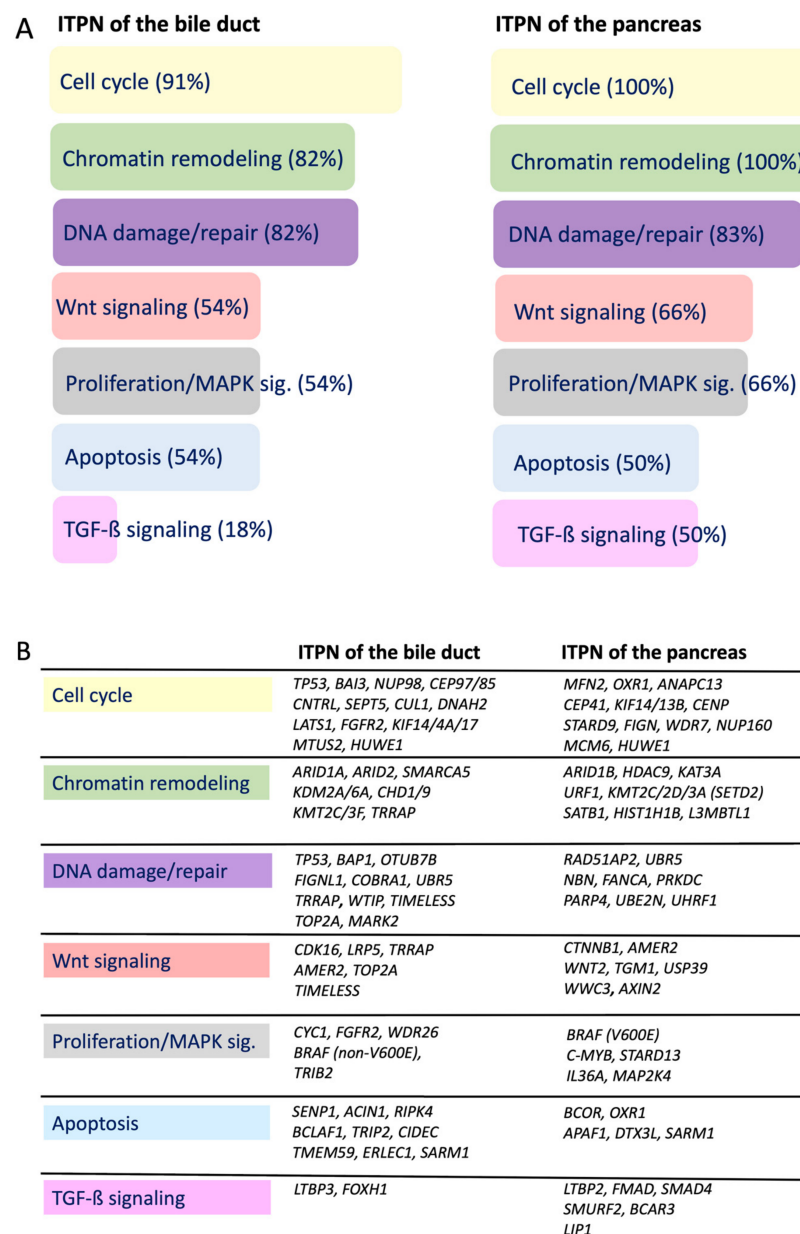 A
ITPN of the bile duct
ITPN of the pancreas
Cell cycle (91%)
Cell cycle (100%)
Chromatin remodeling (82%)
Chromatin remodeling (100%)
DNA damage/repair (82%)
DNA damage/repair (83%)
Wnt signaling (54%)
Wnt signaling (66%)
Proliferation/MAPK sig. (54%)
Proliferation/MAPK sig. (66%)
Apoptosis (54%)
Apoptosis (50%)
TGF-ß signaling (18%)
TGF-ß signaling (50%)
B
ITPN of the bile duct
ITPN of the pancreas
Cell cycle
TP53, BAI3, NUP98, CEP97/85
CNTRL, SEPT5, CUL1, DNAH2
LATS1, FGFR2, KIF14/4A/17
MTUS2, HUWE1
MFN2, OXR1, ANAPC13
CEP41, KIF14/13B, CENP
STARD9, FIGN, WDR7, NUP160
MCM6, HUWE1
Chromatin remodeling
ARID1A, ARID2, SMARCA5
KDM2A/6A, CHD1/9
KMT2C/3F, TRRAP
ARID1B, HDAC9, KAT3A
URF1, KMT2C/2D/3A (SETD2)
SATB1, HIST1H1B, L3MBTL1
DNA damage/repair
TP53, BAP1, OTUB7B
FIGNL1, COBRA1, UBR5
TRRAP, WTIP, TIMELESS
TOP2A, MARK2
RAD51AP2, UBR5
NBN, FANCA, PRKDC
PARP4, UBE2N, UHRF1
Wnt signaling
CDK16, LRP5, TRRAP
AMER2, TOP2A
TIMELESS
CTNNB1, AMER2
WNT2, TGM1, USP39
WWC3, AXIN2
Proliferation/MAPK sig.
CYC1, FGFR2, WDR26
BRAF (non-V600E),
TRIB2
BRAF (V600E)
C-MYB, STARD13
IL36A, MAP2K4
Apoptosis
SENP1, ACIN1, RIPK4
BCLAF1, TRIP2, CIDEC
TMEM59, ERLEC1, SARM1
BCOR, OXR1
APAF1, DTX3L, SARM1
TGF-ß signaling
LTBP3, FOXH1
LTBP2, FMAD, SMAD4
SMURF2, BCAR3
LIP1